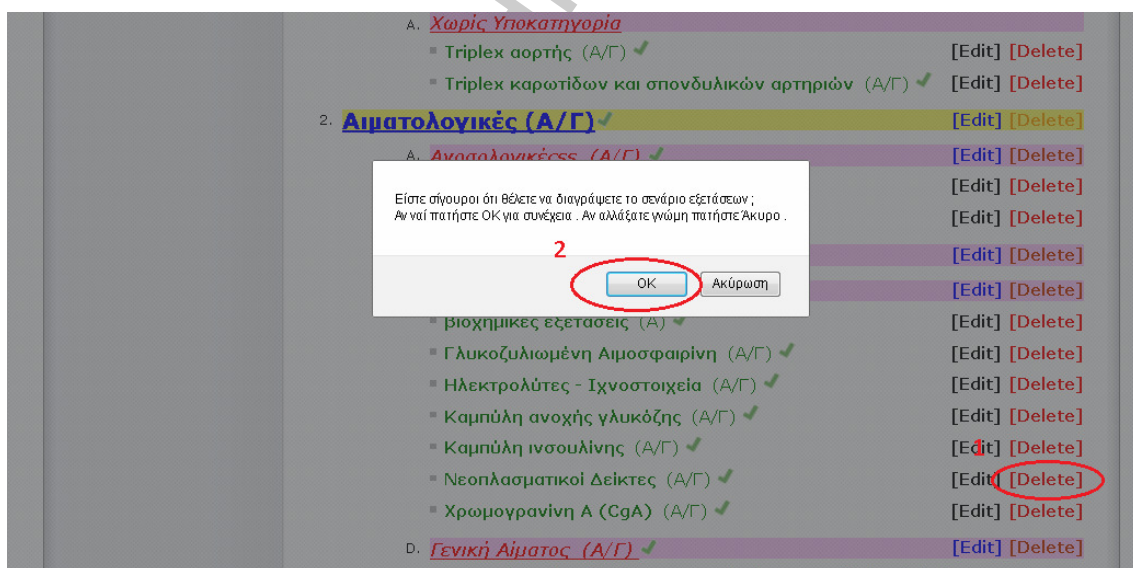 A. Χωρίς Υποκατηγορία
Triplex αορτής (Α/Γ) [Edit] [Delete]
Triplex καρωτίδων και σπονδυλικών αρτηριών (Α/Γ) [Edit] [Delete]
2. Αιματολογικές (Α/Γ) [Edit] [Delete]
A. Ανοσολογικέςss (Α/Γ) [Edit] [Delete]
[Edit] [Delete]
[Edit] [Delete]
[Edit] [Delete]
[Edit] [Delete]
Είστε σίγουροι ότι θέλετε να διαγράψετε το σενάριο εξετάσεων ;
Αν ναί πατήστε ΟΚ για συνέχεια . Αν αλλάξατε γνώμη πατήστε Άκυρο .
2
OK Ακύρωση
Βιοχημικές εξετάσεις (Α) [Edit] [Delete]
Γλυκοζυλιωμένη Αιμοσφαιρίνη (Α/Γ) [Edit] [Delete]
Ηλεκτρολύτες - Ιχνοστοιχεία (Α/Γ) [Edit] [Delete]
Καμπύλη ανοχής γλυκόζης (Α/Γ) [Edit] [Delete]
1
Καμπύλη ινσουλίνης (Α/Γ) [Edit] [Delete]
Νεοπλασματικοί Δείκτες (Α/Γ) [Edit] [Delete]
Χρωμογρανίνη Α (CgA) (Α/Γ) [Edit] [Delete]
D. Γενική Αίματος (Α/Γ) [Edit] [Delete]